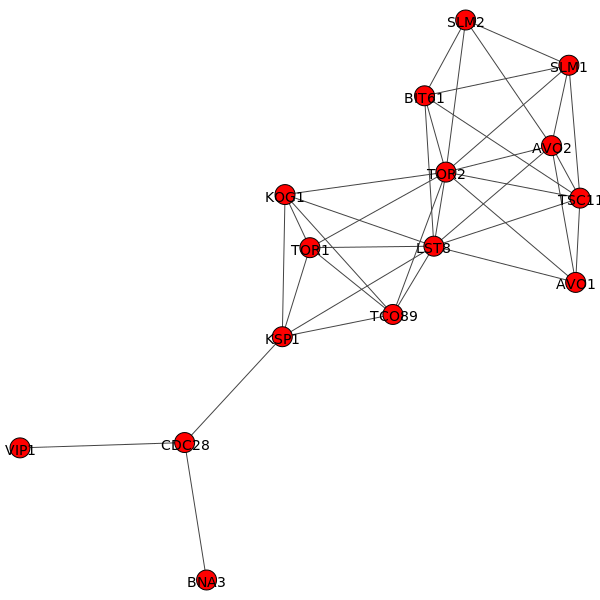 SLM2
SLM1
BIT61
AVO2
TOR2
TSC11
KOG1
TOR1
LST8
AVO1
TCO89
KSP1
CDC28
VIP1
BNA3